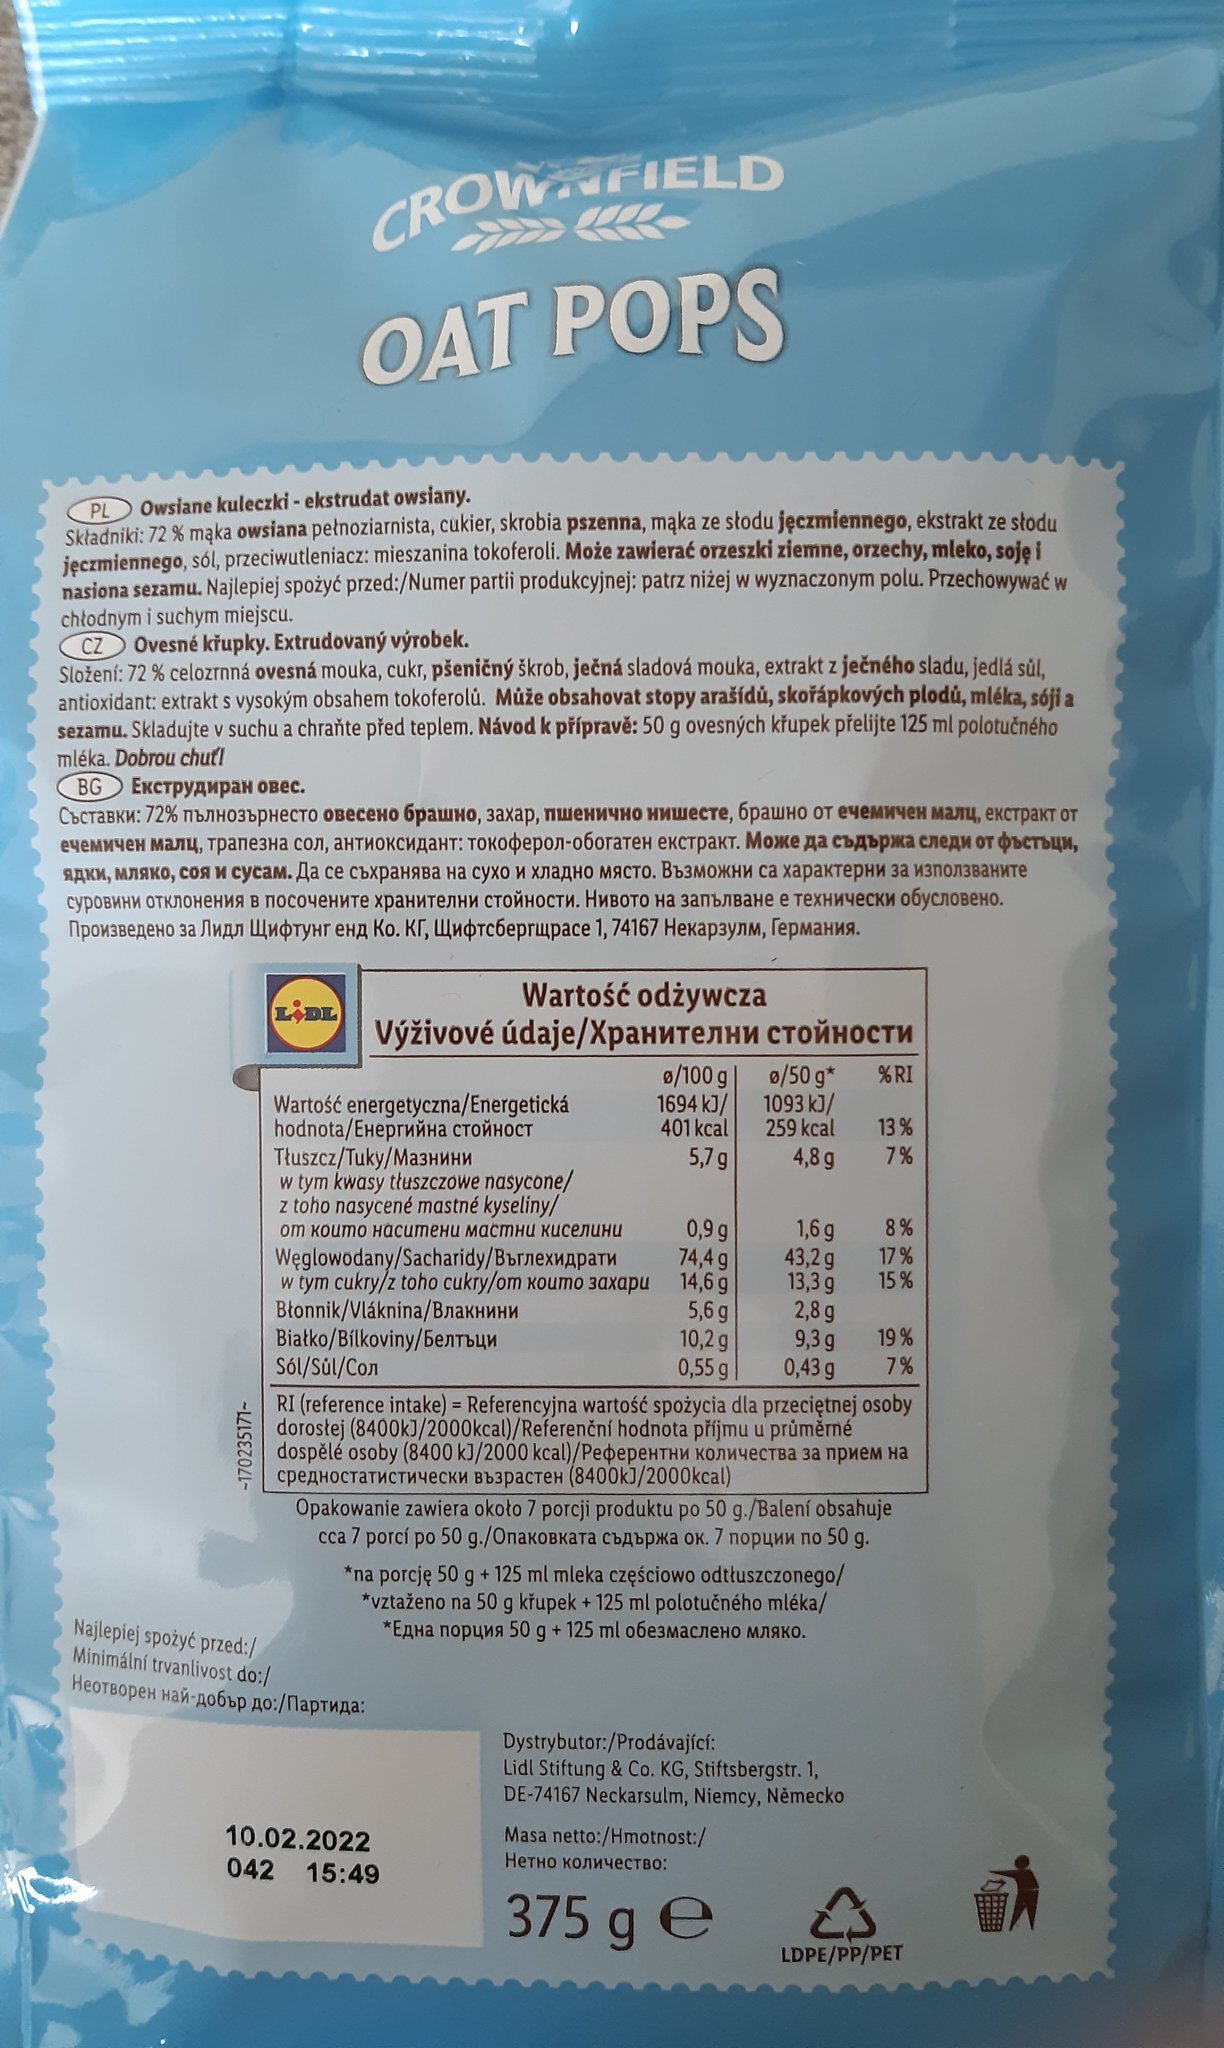 CROWNFIELD
OAT POPS
PL Owsiane kuleczki - ekstrudat owsiany.
Składniki: 72 % mąka owsiana pełnoziarnista, cukier, skrobia pszenna, mąka ze słodu jęczmiennego, ekstrakt ze słodu
jęczmiennego, sól, przeciwutleniacz: mieszanina tokoferoli. Może zawierać orzeszki ziemne, orzechy, mleko, soję i
nasiona sezamu. Najlepiej spożyć przed:/Numer partii produkcyjnej: patrz niżej w wyznaczonym polu. Przechowywać w
chłodnym i suchym miejscu.
CZ Ovesné křupky. Extrudovaný výrobek.
Složení: 72 % celozrnná ovesná mouka, cukr, pšeničný škrob, ječná sladová mouka, extrakt z ječného sladu, jedlá sůl,
antioxidant: extrakt s vysokým obsahem tokoferolů. Může obsahovat stopy arašídů, skořápkových plodů, mléka, sóji a
sezamu. Skladujte v suchu a chraňte před teplem. Návod k přípravě: 50 g ovesných křupek přelijte 125 ml polotučného
mléka. Dobrou chuť!
BG Екструдиран овес.
Съставки: 72% пълнозърнесто овесено брашно, захар, пшенично нишесте, брашно от ечемичен малц, екстракт от
ечемичен малц, трапезна сол, антиоксидант: токоферол-обогатен екстракт. Може да съдържа следи от фъстъци,
ядки, мляко, соя и сусам. Да се съхранява на сухо и хладно място. Възможни са характерни за използваните
суровини отклонения в посочените хранителни стойности. Нивото на запълване е технически обусловено.
Произведено за Лидл Щифтунг енд Ко. КГ, Щифтсбергщрасе 1, 74167 Некарзулм, Германия.
LIDL
Wartość odżywcza
Výživové údaje/Хранителни стойности
ø/100 g ø/50 g* %RI
Wartość energetyczna/Energetická 1694 kJ/ 1093 kJ/
hodnota/Енергийна стойност 401 kcal 259 kcal 13 %
Tłuszcz/Tuky/Мазнини 5,7 g 4,8 g 7 %
w tym kwasy tłuszczowe nasycone/
z toho nasycené mastné kyseliny/
от които наситени мастни киселини 0,9 g 1,6 g 8 %
Węglowodany/Sacharidy/Въглехидрати 74,4 g 43,2 g 17 %
w tym cukry/z toho cukry/от които захари 14,6 g 13,3 g 15 %
Błonnik/Vláknina/Влакнини 5,6 g 2,8 g
Białko/Bílkoviny/Белтъци 10,2 g 9,3 g 19 %
Sól/Sůl/Сол 0,55 g 0,43 g 7 %
RI (reference intake) = Referencyjna wartość spożycia dla przeciętnej osoby
dorosłej (8400kJ/2000kcal)/Referenční hodnota příjmu u průměrné
dospělé osoby (8400 kJ/2000 kcal)/Референтни количества за прием на
средностатистически възрастен (8400kJ/2000kcal)
~170235171~
Opakowanie zawiera około 7 porcji produktu po 50 g./Balení obsahuje
cca 7 porcí po 50 g./Опаковката съдържа ок. 7 порции по 50 g.
*na porcję 50 g + 125 ml mleka częściowo odtłuszczonego/
*vztaženo na 50 g křupek + 125 ml polotučného mléka/
*Една порция 50 g + 125 ml обезмаслено мляко.
Najlepiej spożyć przed:/
Minimální trvanlivost do:/
Неотворен най-добър до:/Партида:
10.02.2022
042 15:49
Dystrybutor:/Prodávající:
Lidl Stiftung & Co. KG, Stiftsbergstr. 1,
DE-74167 Neckarsulm, Niemcy, Německo
Masa netto:/Hmotnost:/
Нетно количество:
375 g e
LDPE/PP/PET